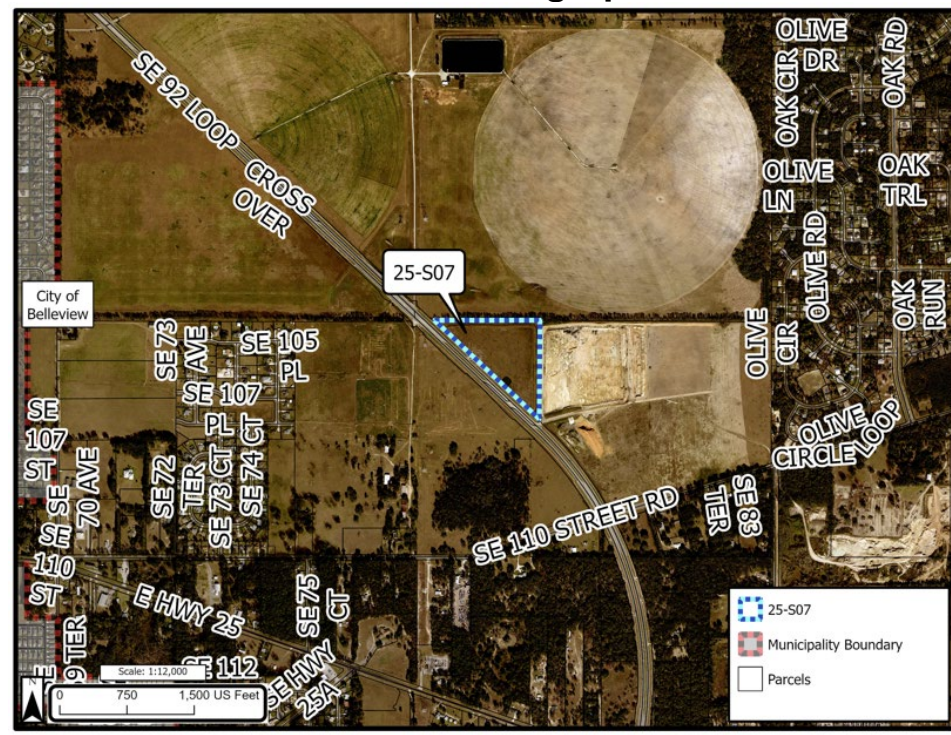 SE 92 LOOP
CROSS
OVER
OLIVE
DR
OAK CIR
OAK RD
OLIVE
LN
OAK
TRL
OLIVE RD
OAK
RUN
25-S07
City of
Belleview
SE 73
AVE
SE 105
PL
OLIVE
CIR
SE 107
PL
SE
107
ST
SE
70 AVE
SE 72
TER
SE 73 CT
SE 74 CT
OLIVE
CIRCLE
LOOP
SE 110 STREET RD
SE 83
TER
SE
110
ST
E HWY 25
SE 75
CT
SE 112
SE HWY
25A
69 TER
Scale: 1:12,000
N
0 750 1,500 US Feet
25-S07
Municipality Boundary
Parcels